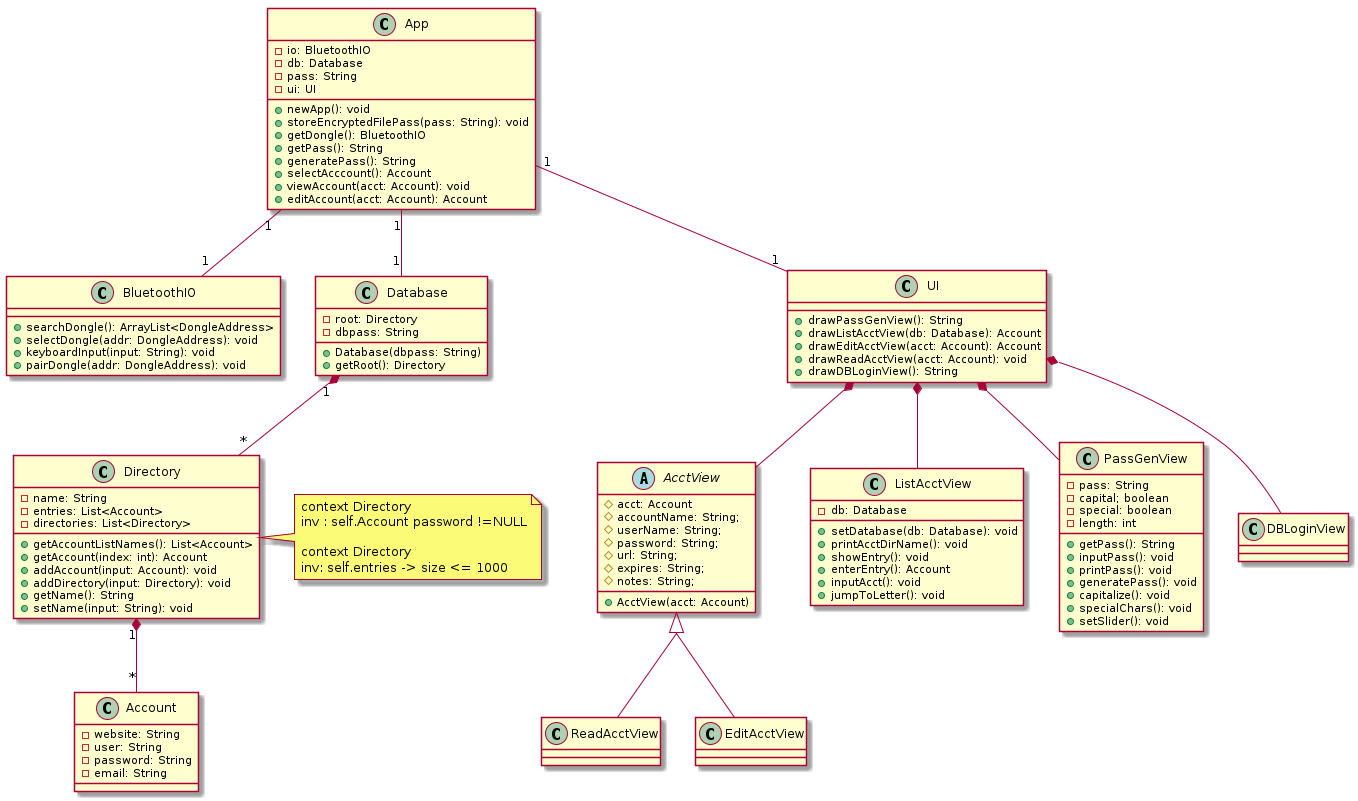 C App
io: BluetoothIO
db: Database
pass: String
ui: UI
newApp(): void
storeEncryptedFilePass(pass: String): void
getDongle(): BluetoothIO
getPass(): String
generatePass(): String
selectAcccount(): Account
viewAccount(acct: Account): void
editAccount(acct: Account): Account
1
1
1
1
1
1
C BluetoothIO
searchDongle(): ArrayList<DongleAddress>
selectDongle(addr: DongleAddress): void
keyboardInput(input: String): void
pairDongle(addr: DongleAddress): void
C Database
root: Directory
dbpass: String
Database(dbpass: String)
getRoot(): Directory
C UI
drawPassGenView(): String
drawListAcctView(db: Database): Account
drawEditAcctView(acct: Account): Account
drawReadAcctView(acct: Account): void
drawDBLoginView(): String
1
*
C Directory
name: String
entries: List<Account>
directories: List<Directory>
getAccountListNames(): List<Account>
getAccount(index: int): Account
addAccount(input: Account): void
addDirectory(input: Directory): void
getName(): String
setName(input: String): void
context Directory
inv : self.Account password !=NULL
context Directory
inv: self.entries -> size <= 1000
A AcctView
acct: Account
accountName: String;
userName: String;
password: String;
url: String;
expires: String;
notes: String;
AcctView(acct: Account)
C ListAcctView
db: Database
setDatabase(db: Database): void
printAcctDirName(): void
showEntry(): void
enterEntry(): Account
inputAcct(): void
jumpToLetter(): void
C PassGenView
pass: String
capital; boolean
special: boolean
length: int
getPass(): String
inputPass(): void
printPass(): void
generatePass(): void
capitalize(): void
specialChars(): void
setSlider(): void
C DBLoginView
1
*
C Account
website: String
user: String
password: String
email: String
C ReadAcctView
C EditAcctView